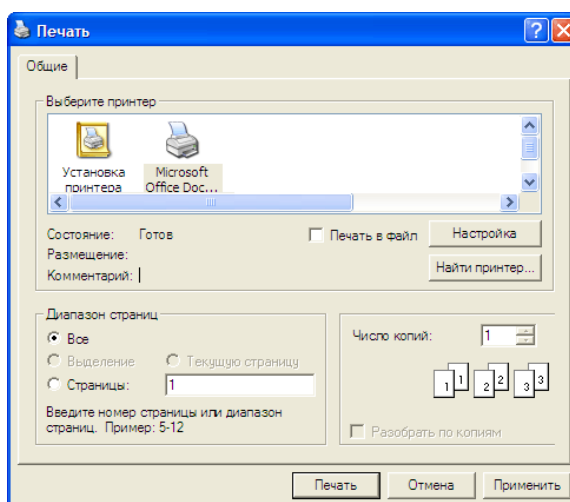 Печать
Общие
Выберите принтер
Установка принтера
Microsoft Office Doc...
Состояние: Готов
Печать в файл
Настройка
Размещение:
Комментарий:
Найти принтер...
Диапазон страниц
Все
Выделение
Текущую страницу
Страницы: 1
Введите номер страницы или диапазон
страниц. Пример: 5-12
Число копий: 1
1 1 2 2 3 3
Разобрать по копиям
Печать
Отмена
Применить